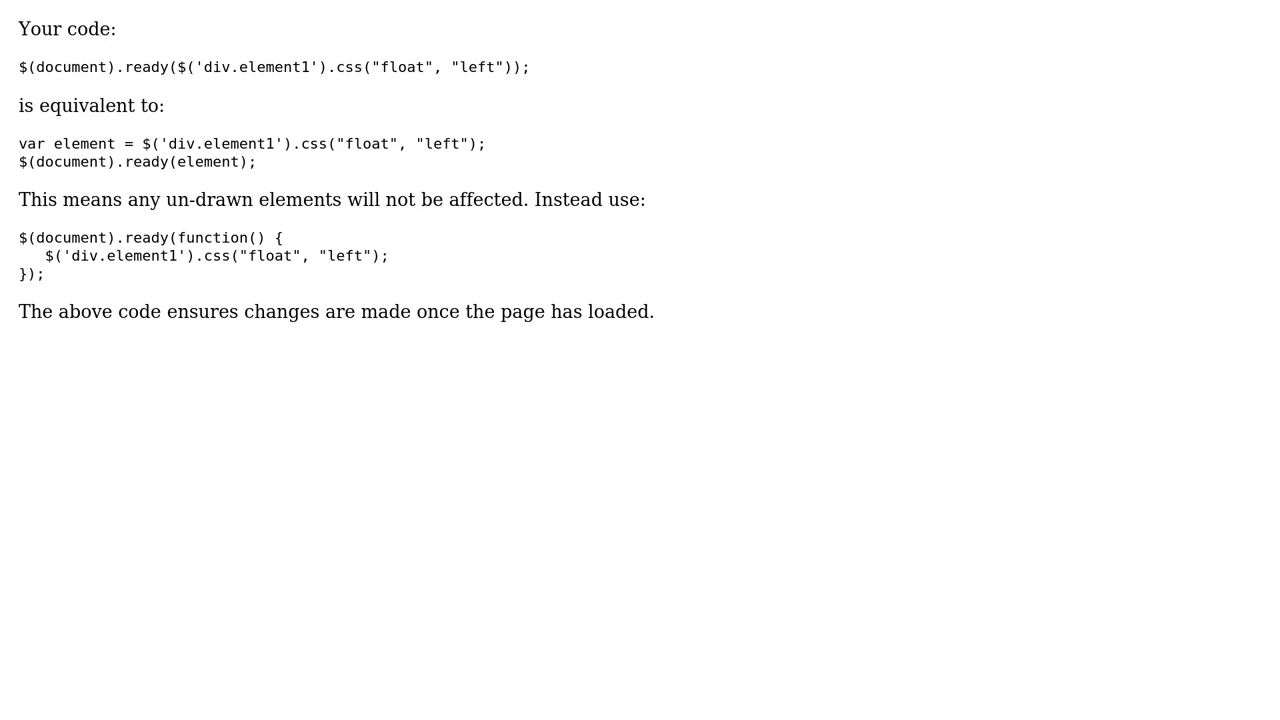 Your code:
$(document).ready($('div.element1').css("float", "left"));
is equivalent to:
var element = $('div.element1').css("float", "left");
$(document).ready(element);
This means any un-drawn elements will not be affected. Instead use:
$(document).ready(function() {
   $('div.element1').css("float", "left");
});
The above code ensures changes are made once the page has loaded.